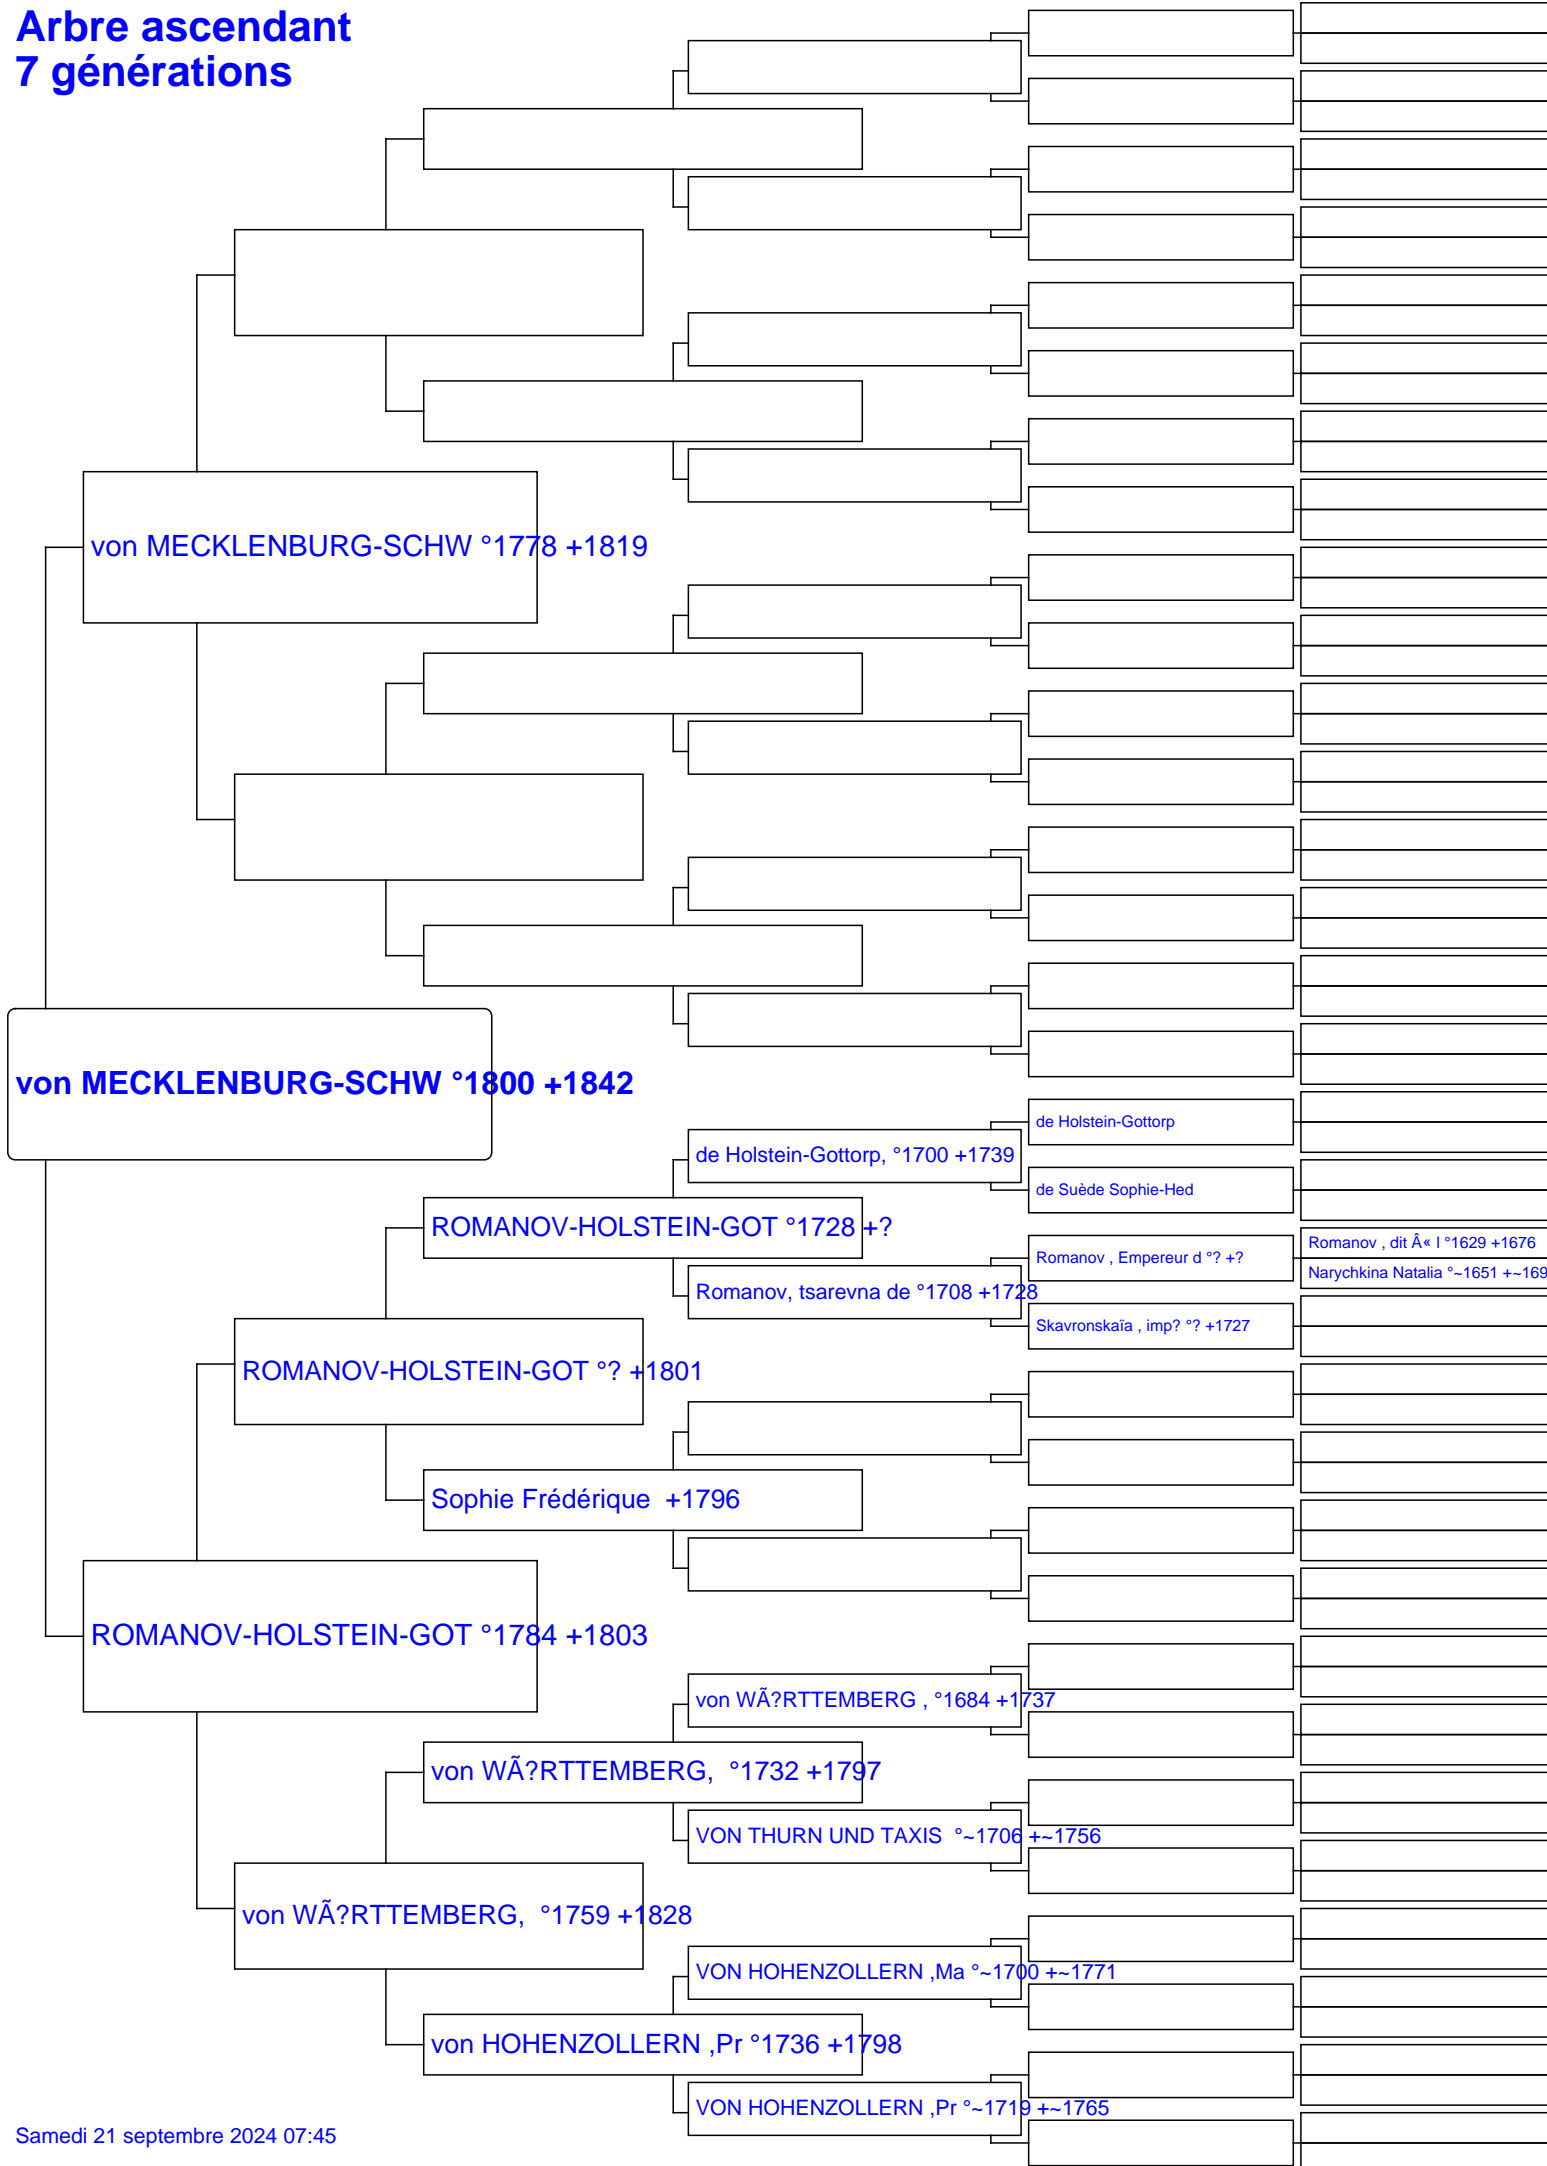 Arbre ascendant
7 générations
von MECKLENBURG-SCHW °1778 +1819
von MECKLENBURG-SCHW °1800 +1842
de Holstein-Gottorp
de Holstein-Gottorp, °1700 +1739
de Suède Sophie-Hed
ROMANOV-HOLSTEIN-GOT °1728 +?
Romanov , dit Â« l °1629 +1676
Romanov , Empereur d °? +?
Narychkina Natalia °~1651 +~169
Romanov, tsarevna de °1708 +1728
Skavronskaïa , imp? °? +1727
ROMANOV-HOLSTEIN-GOT °? +1801
Sophie Frédérique  +1796
ROMANOV-HOLSTEIN-GOT °1784 +1803
von WÃ?RTTEMBERG , °1684 +1737
von WÃ?RTTEMBERG,  °1732 +1797
VON THURN UND TAXIS  °~1706 +~1756
von WÃ?RTTEMBERG,  °1759 +1828
VON HOHENZOLLERN ,Ma °~1700 +~1771
von HOHENZOLLERN ,Pr °1736 +1798
VON HOHENZOLLERN ,Pr °~1719 +~1765
Samedi 21 septembre 2024 07:45